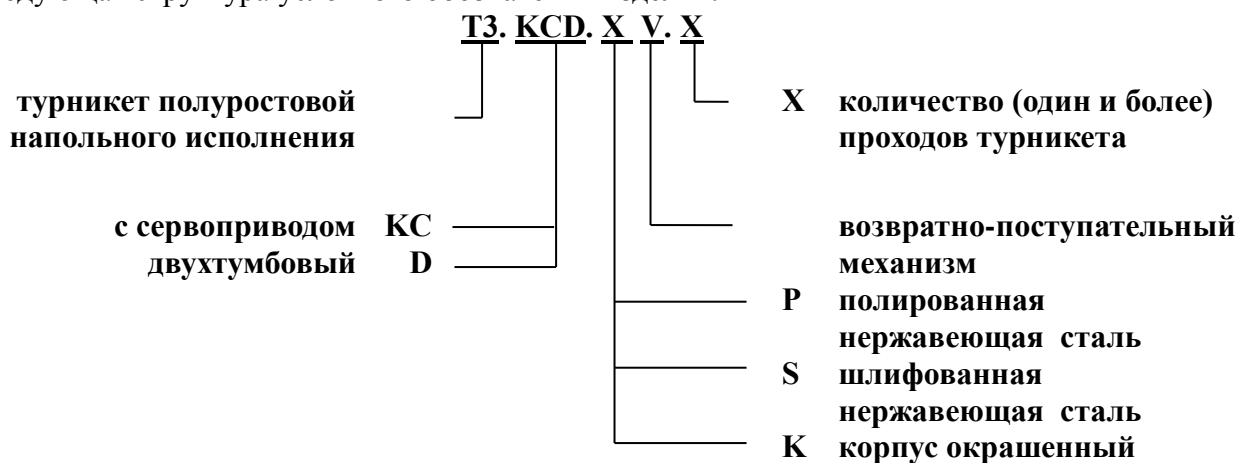 T3. KCD. X V. X
турникет полуростовой
напольного исполнения
X количество (один и более)
проходов турникета
с сервоприводом KC
двухтумбовый D
возвратно-поступательный
механизм
P полированная
нержавеющая сталь
S шлифованная
нержавеющая сталь
K корпус окрашенный